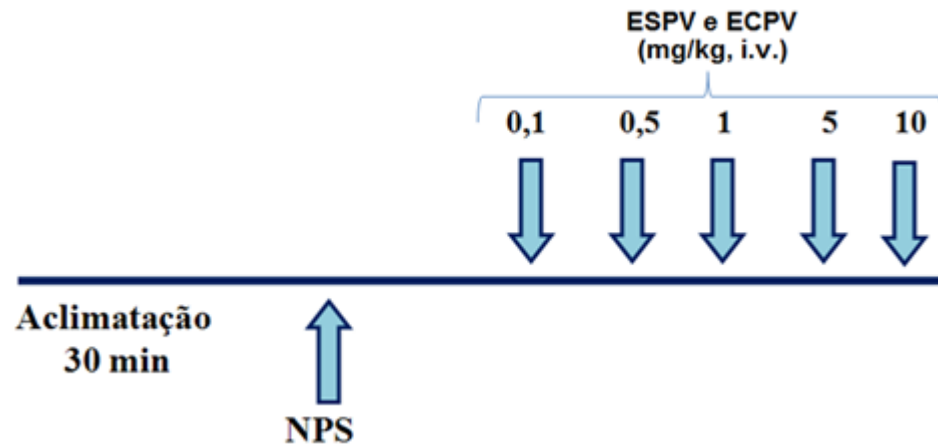 ESPV e ECPV
(mg/kg, i.v.)
0,1 0,5 1 5 10
Aclimatação
30 min
NPS